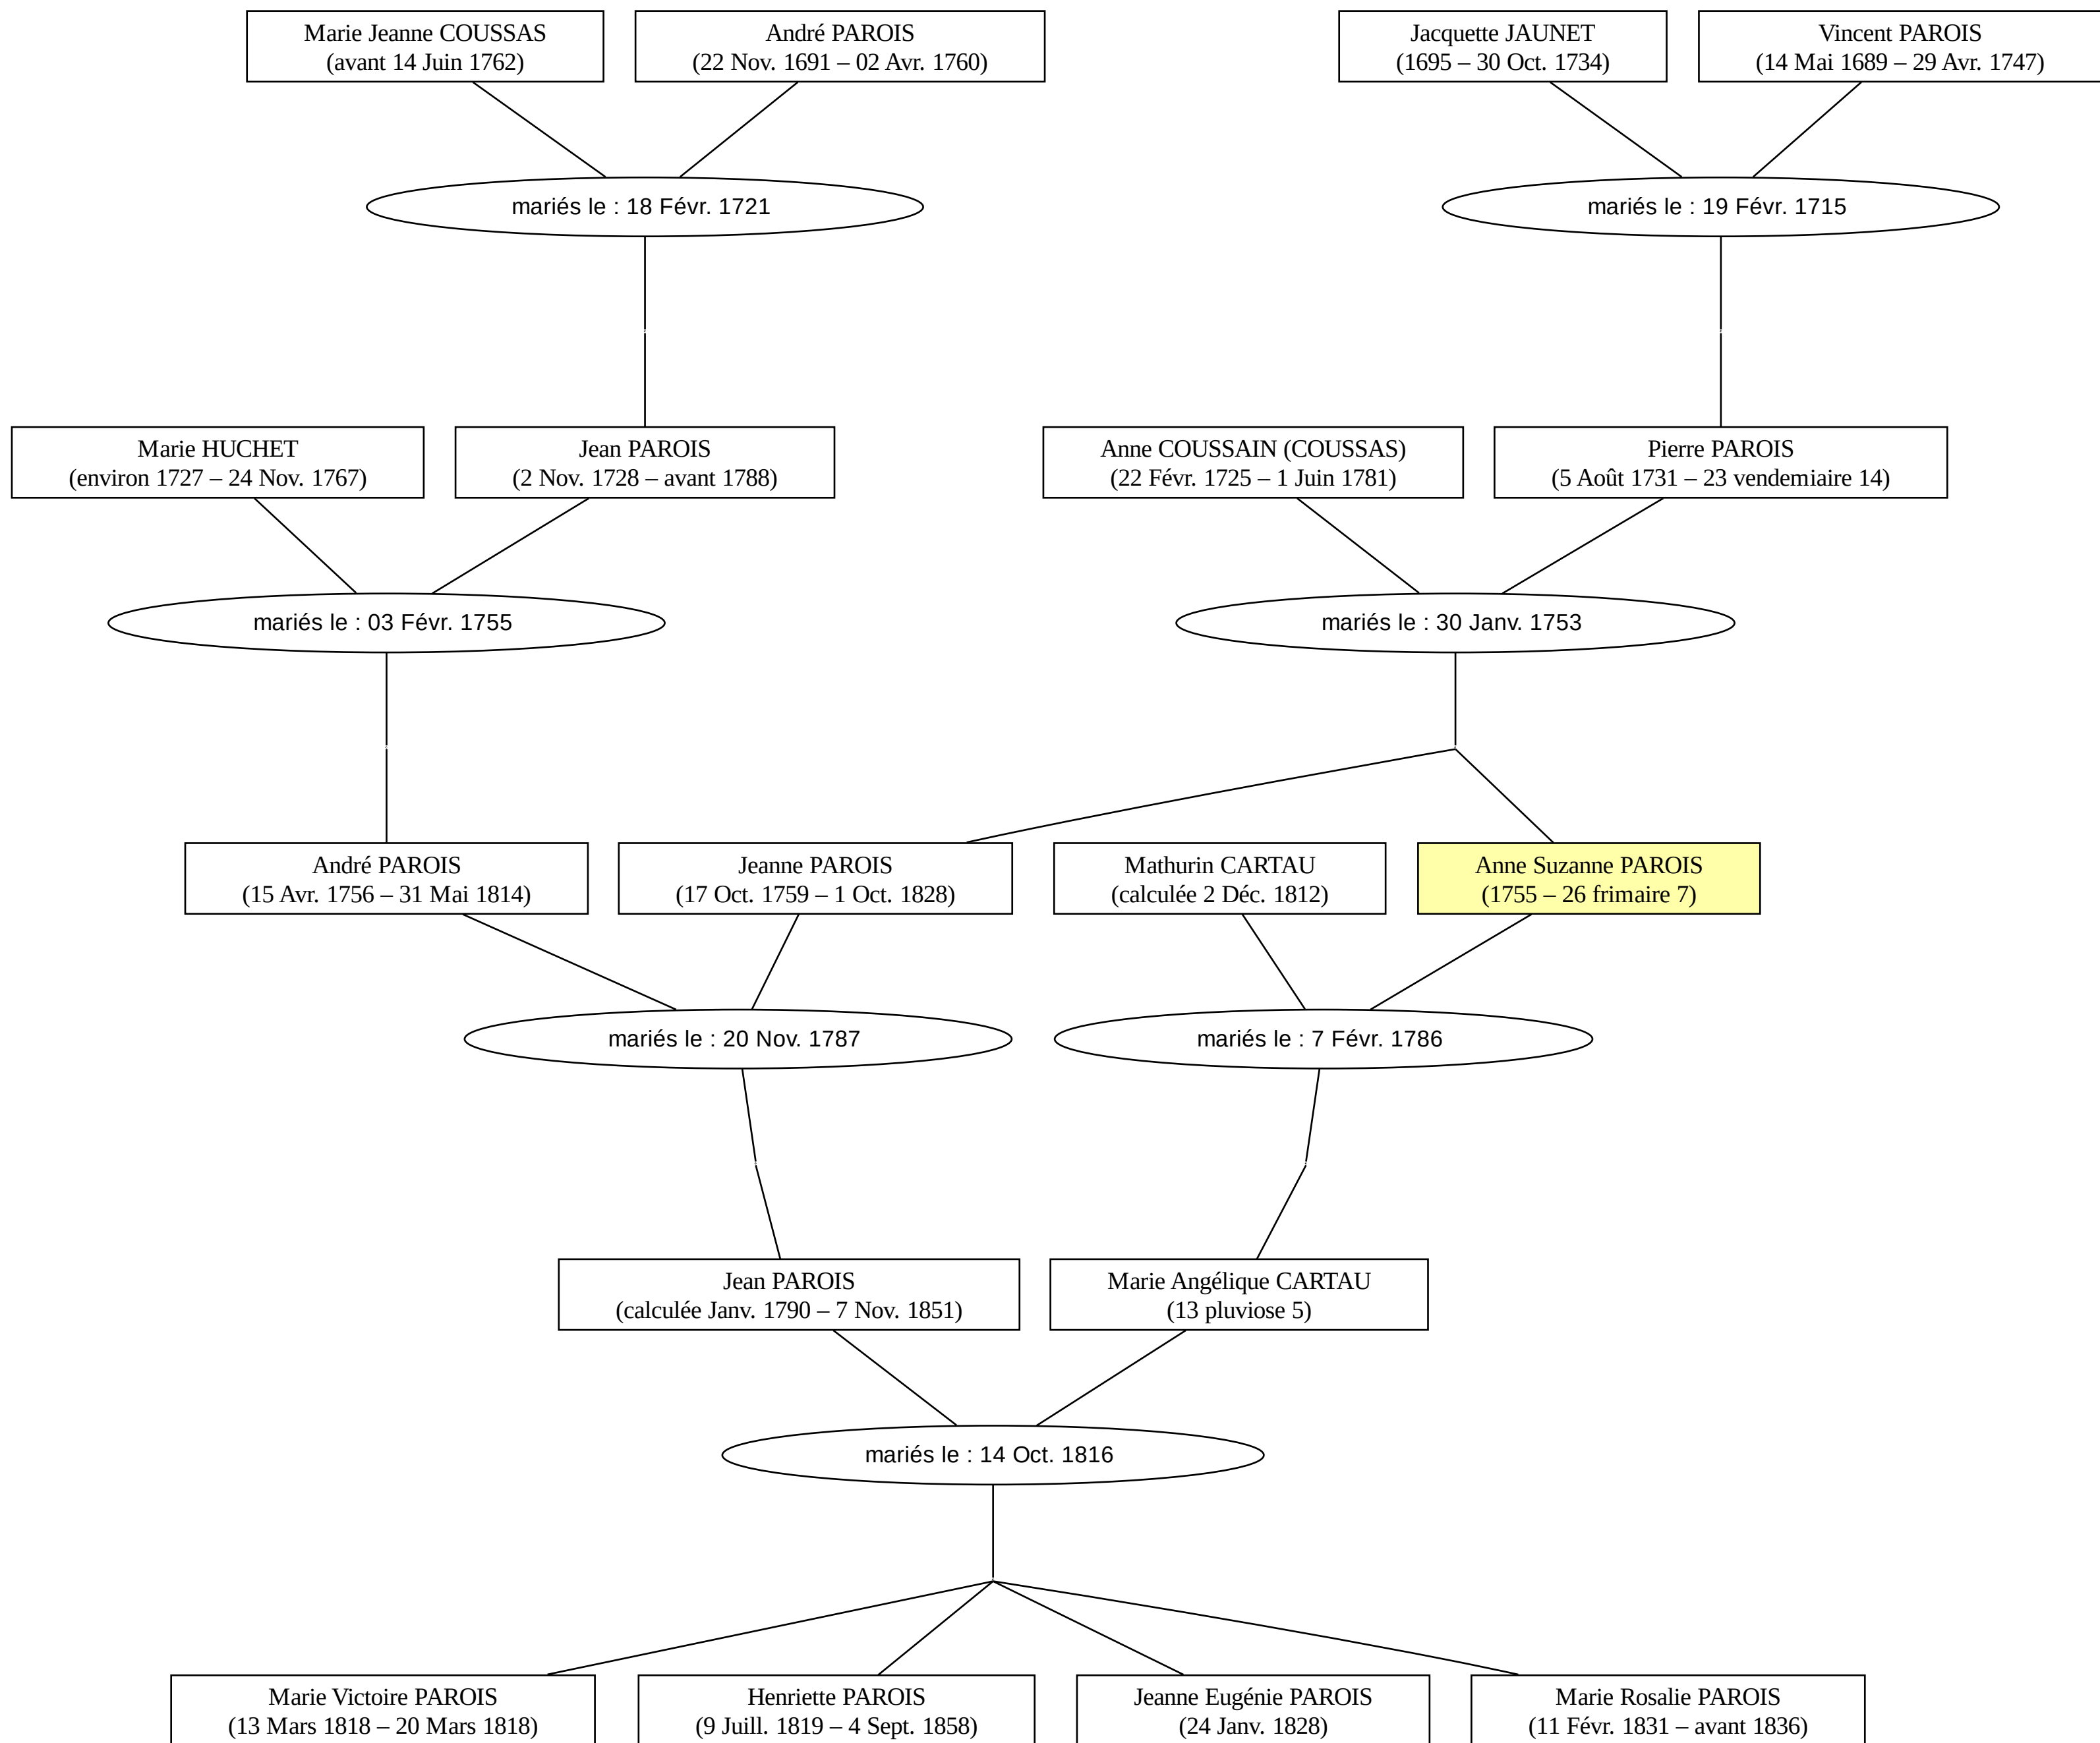 Marie Jeanne COUSSAS
(avant 14 Juin 1762)
André PAROIS
(22 Nov. 1691 – 02 Avr. 1760)
Jacquette JAUNET
(1695 – 30 Oct. 1734)
Vincent PAROIS
(14 Mai 1689 – 29 Avr. 1747)
mariés le : 18 Févr. 1721
mariés le : 19 Févr. 1715
Marie HUCHET
(environ 1727 – 24 Nov. 1767)
Jean PAROIS
(2 Nov. 1728 – avant 1788)
Anne COUSSAIN (COUSSAS)
(22 Févr. 1725 – 1 Juin 1781)
Pierre PAROIS
(5 Août 1731 – 23 vendemiaire 14)
mariés le : 03 Févr. 1755
mariés le : 30 Janv. 1753
André PAROIS
(15 Avr. 1756 – 31 Mai 1814)
Jeanne PAROIS
(17 Oct. 1759 – 1 Oct. 1828)
Mathurin CARTAU
(calculée 2 Déc. 1812)
Anne Suzanne PAROIS
(1755 – 26 frimaire 7)
mariés le : 20 Nov. 1787
mariés le : 7 Févr. 1786
Jean PAROIS
(calculée Janv. 1790 – 7 Nov. 1851)
Marie Angélique CARTAU
(13 pluviose 5)
mariés le : 14 Oct. 1816
Marie Victoire PAROIS
(13 Mars 1818 – 20 Mars 1818)
Henriette PAROIS
(9 Juill. 1819 – 4 Sept. 1858)
Jeanne Eugénie PAROIS
(24 Janv. 1828)
Marie Rosalie PAROIS
(11 Févr. 1831 – avant 1836)